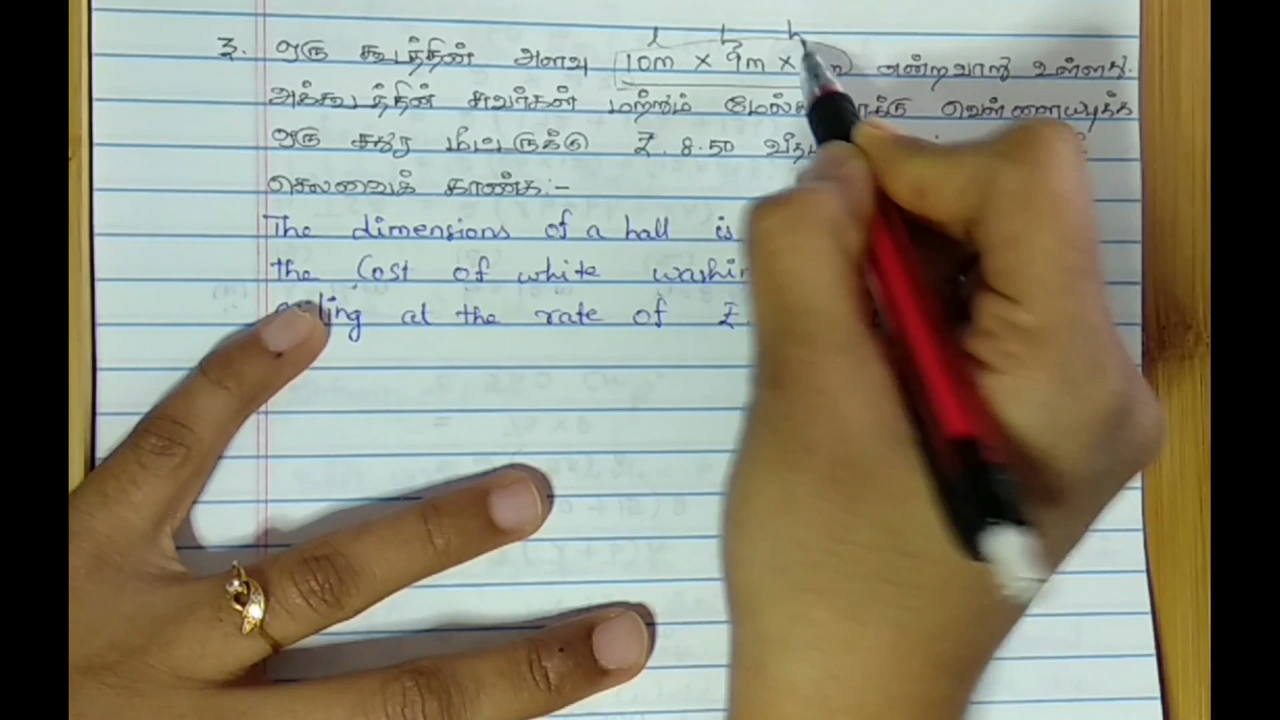 l b h
3. ஒரு கூடத்தின் அளவு 10m × 9m × என்றவாறு உள்ளது.
அக்கூடத்தின் சுவர்கள் மற்றும் வெள்ளையடிக்க
ஒரு சதுர மீட்டருக்கு ₹. 8.50 வீதம்
செலவைக் காண்க:-
The dimensions of a hall is
the Cost of white
ceiling at the rate of ₹.